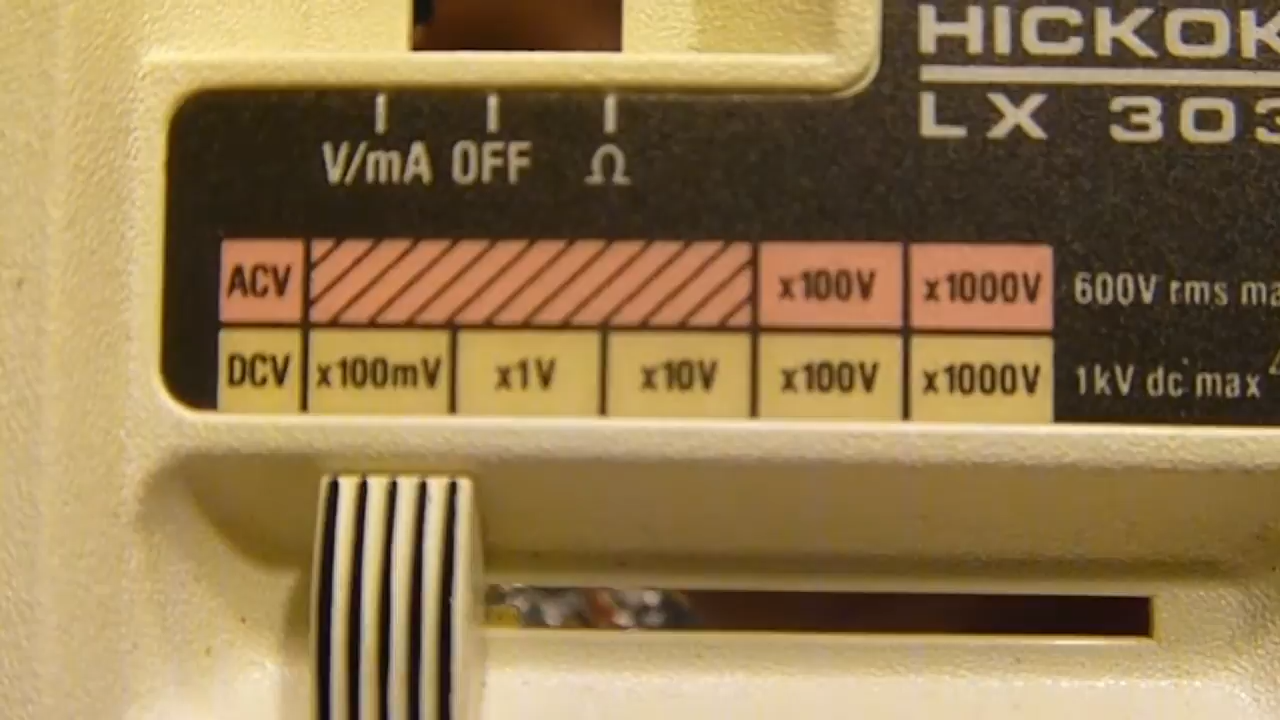 HICKOK
LX 303
V/mA OFF Ω
ACV x100V x1000V 600V rms
DCV x100mV x1V x10V x100V x1000V 1kV dc max